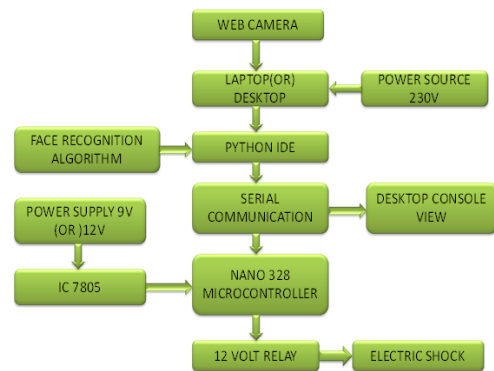 WEB CAMERA
LAPTOP(OR)
DESKTOP
POWER SOURCE
230V
FACE RECOGNITION
ALGORITHM
PYTHON IDE
SERIAL
COMMUNICATION
DESKTOP CONSOLE
VIEW
POWER SUPPLY 9V
(OR )12V
IC 7805
NANO 328
MICROCONTROLLER
12 VOLT RELAY
ELECTRIC SHOCK